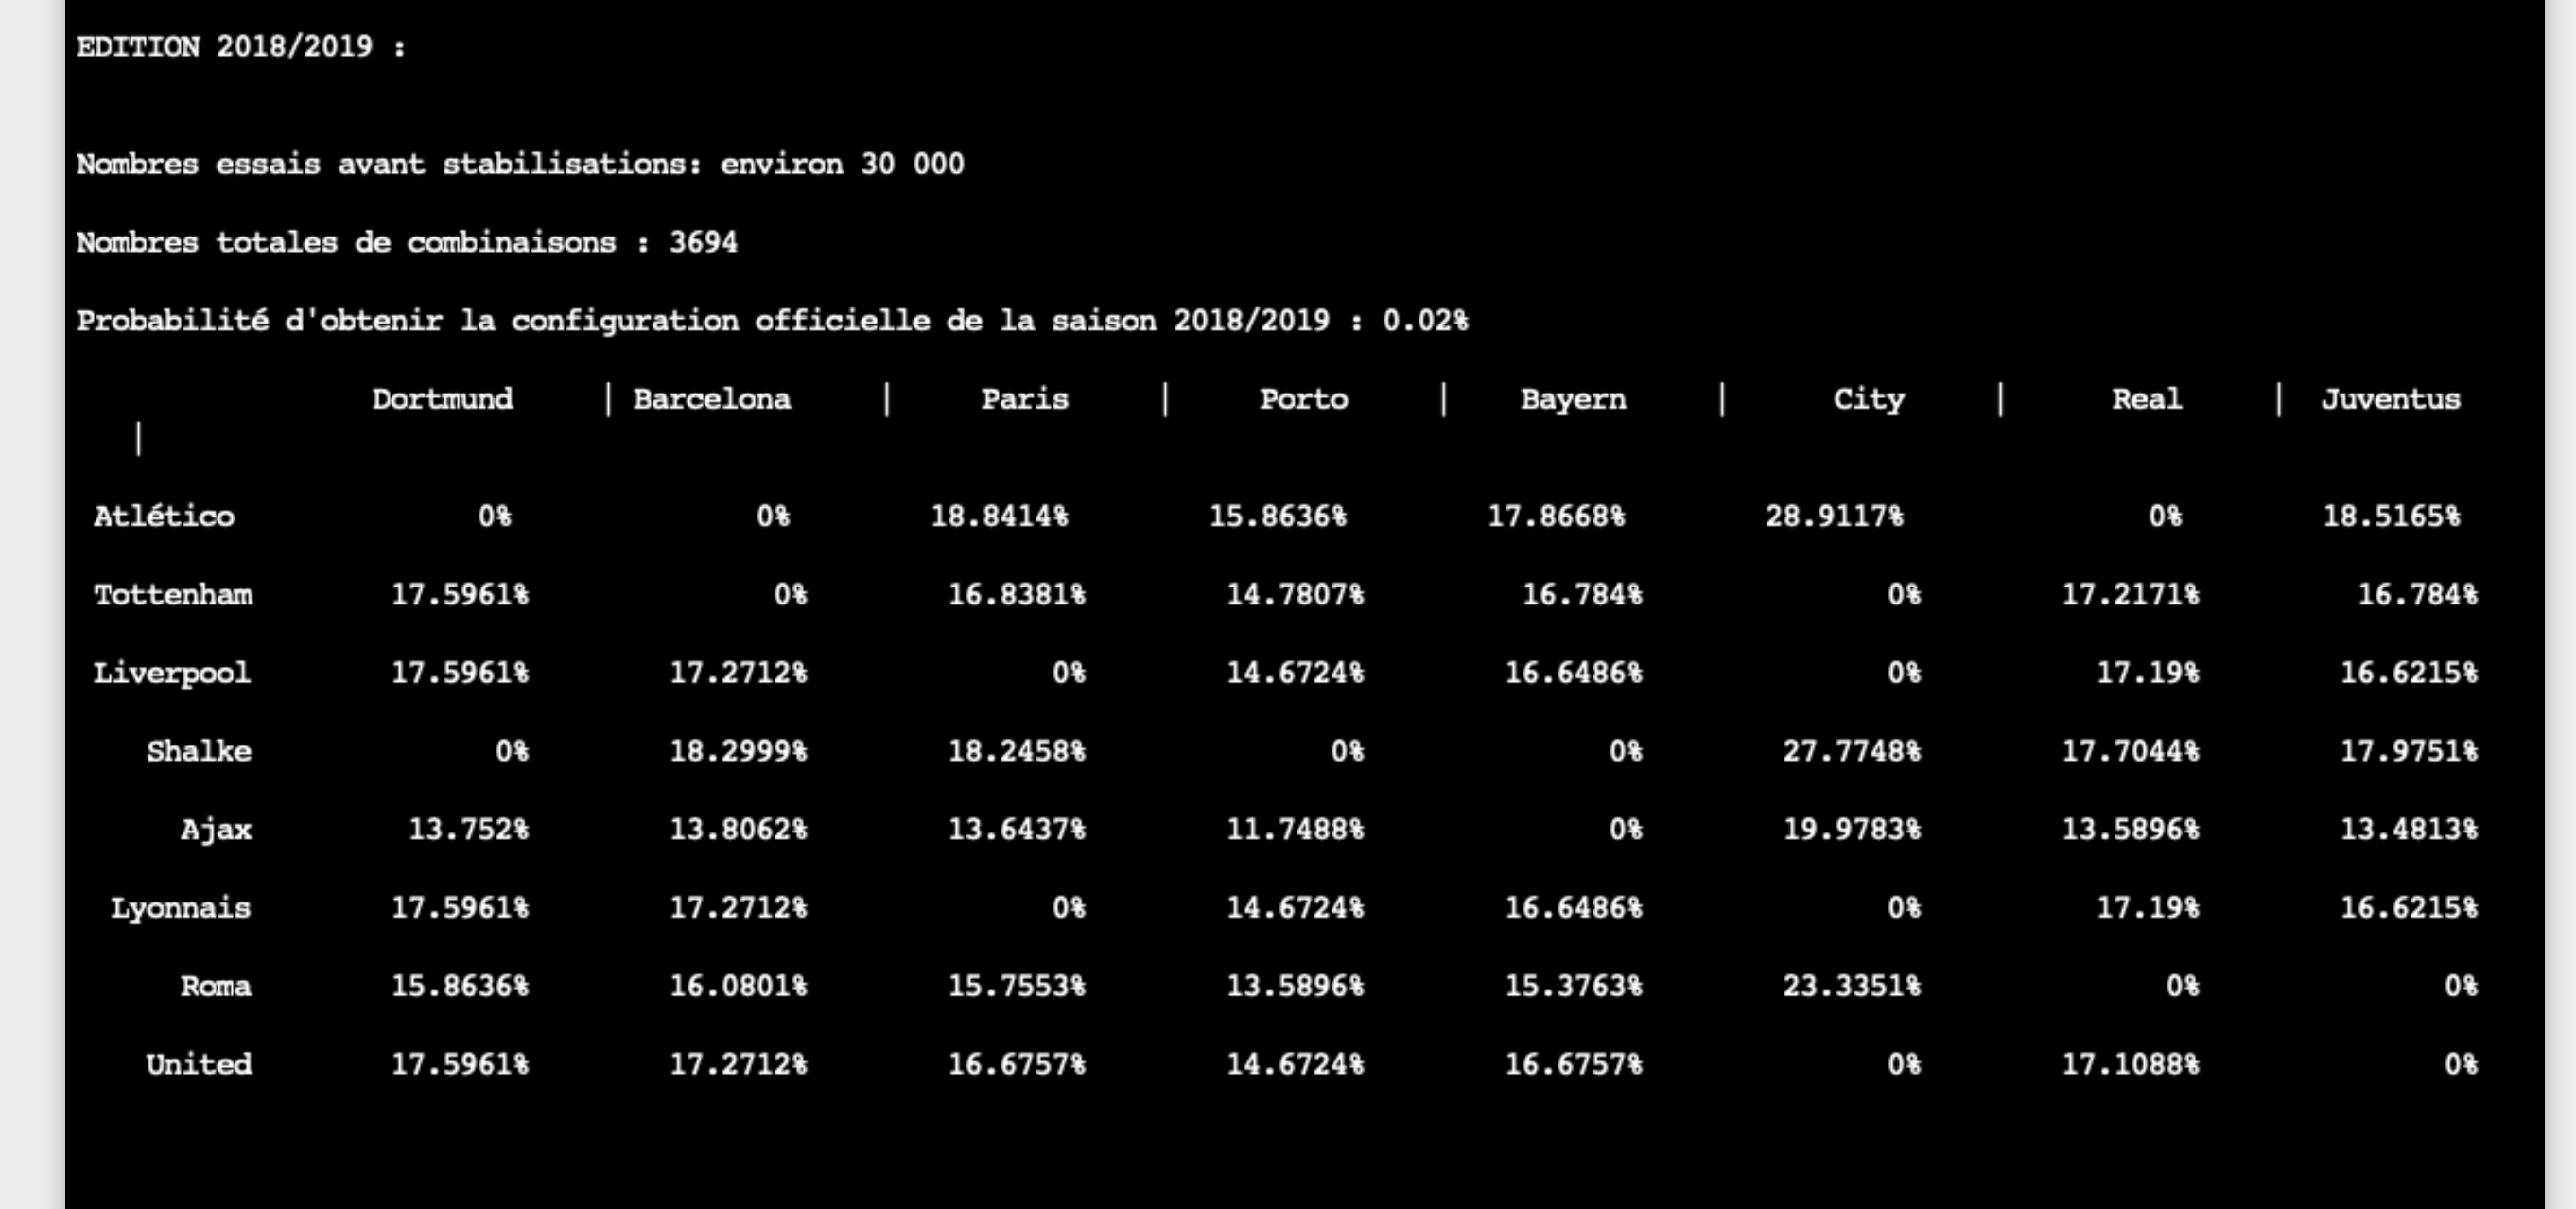 EDITION 2018/2019 :
Nombres essais avant stabilisations: environ 30 000
Nombres totales de combinaisons : 3694
Probabilité d'obtenir la configuration officielle de la saison 2018/2019 : 0.02%
Dortmund | Barcelona | Paris | Porto | Bayern | City | Real | Juventus
|
Atlético 0% 0% 18.8414% 15.8636% 17.8668% 28.9117% 0% 18.5165%
Tottenham 17.5961% 0% 16.8381% 14.7807% 16.784% 0% 17.2171% 16.784%
Liverpool 17.5961% 17.2712% 0% 14.6724% 16.6486% 0% 17.19% 16.6215%
Shalke 0% 18.2999% 18.2458% 0% 0% 27.7748% 17.7044% 17.9751%
Ajax 13.752% 13.8062% 13.6437% 11.7488% 0% 19.9783% 13.5896% 13.4813%
Lyonnais 17.5961% 17.2712% 0% 14.6724% 16.6486% 0% 17.19% 16.6215%
Roma 15.8636% 16.0801% 15.7553% 13.5896% 15.3763% 23.3351% 0% 0%
United 17.5961% 17.2712% 16.6757% 14.6724% 16.6757% 0% 17.1088% 0%